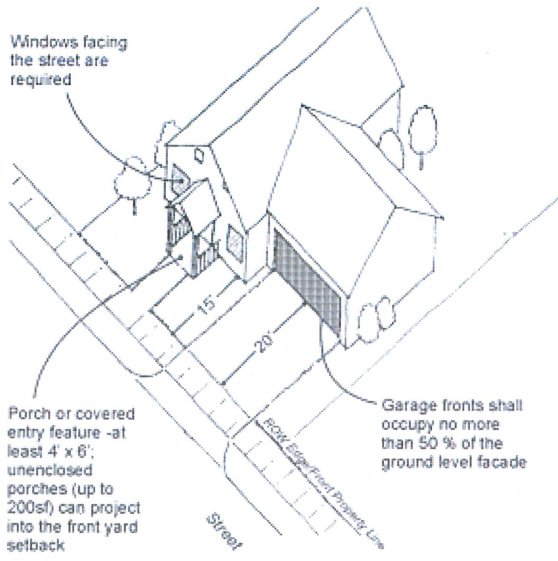 Windows facing
the street are
required
15'
20'
Porch or covered
entry feature -at
least 4' x 6';
unenclosed
porches (up to
200sf) can project
into the front yard
setback
Garage fronts shall
occupy no more
than 50 % of the
ground level facade
ROW Edge/Front Property Line
Street